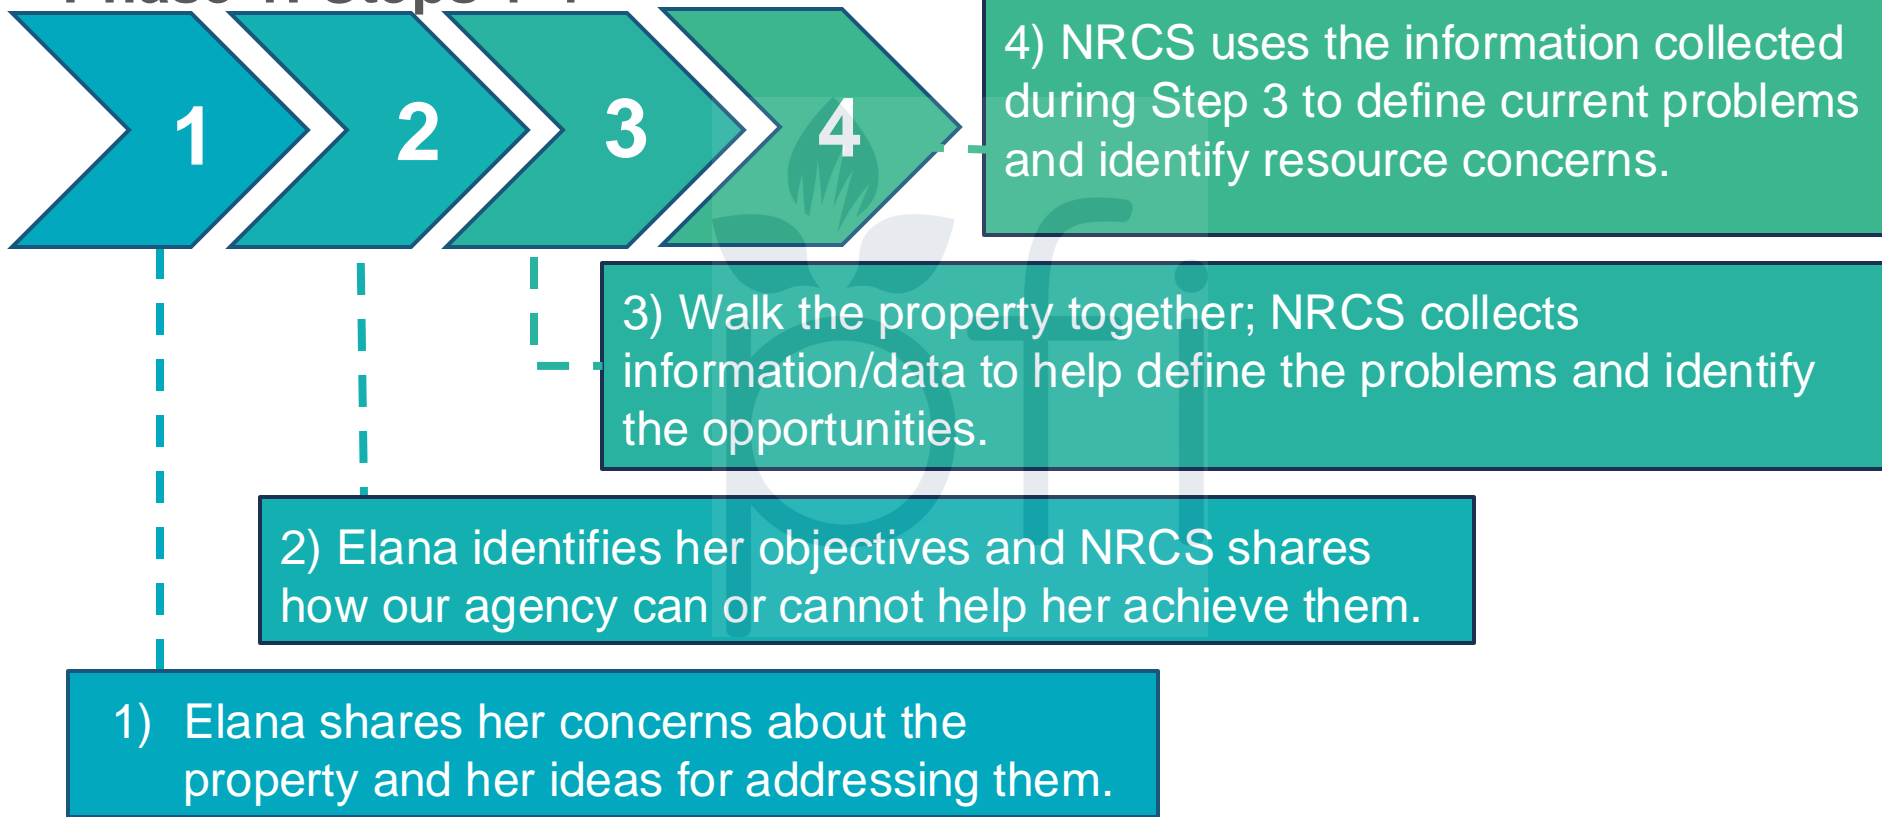 1
2
3
4
4) NRCS uses the information collected
during Step 3 to define current problems
and identify resource concerns.
3) Walk the property together; NRCS collects
information/data to help define the problems and identify
the opportunities.
2) Elana identifies her objectives and NRCS shares
how our agency can or cannot help her achieve them.
1) Elana shares her concerns about the
property and her ideas for addressing them.
pfi